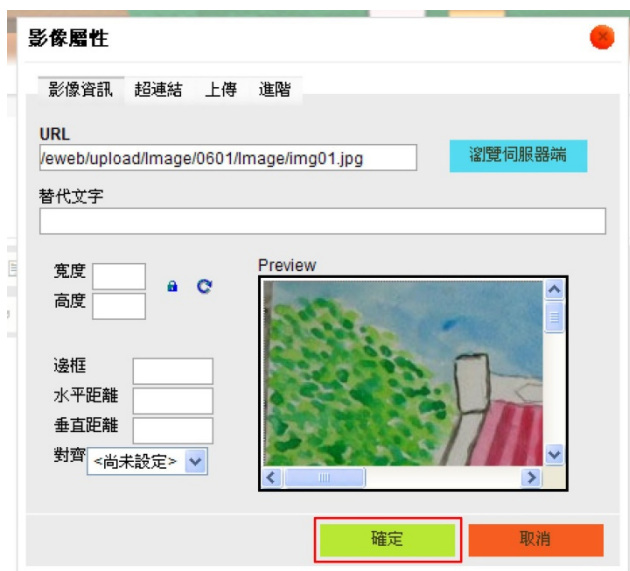 影像屬性
影像資訊 超連結 上傳 進階
URL
/eweb/upload/Image/0601/Image/img01.jpg 瀏覽伺服器端
替代文字
寬度
高度
Preview
邊框
水平距離
垂直距離
對齊 <尚未設定>
確定 取消